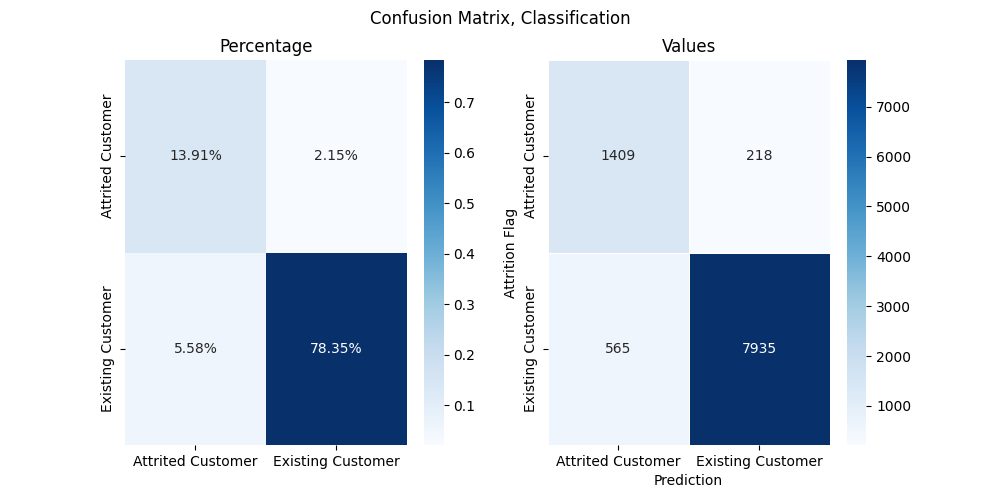 Confusion Matrix, Classification
Percentage
Attrited Customer
Existing Customer
13.91%
2.15%
5.58%
78.35%
Attrited Customer
Existing Customer
0.7
0.6
0.5
0.4
0.3
0.2
0.1
Values
Attrition Flag
Attrited Customer
Existing Customer
1409
218
565
7935
Attrited Customer
Existing Customer
Prediction
7000
6000
5000
4000
3000
2000
1000